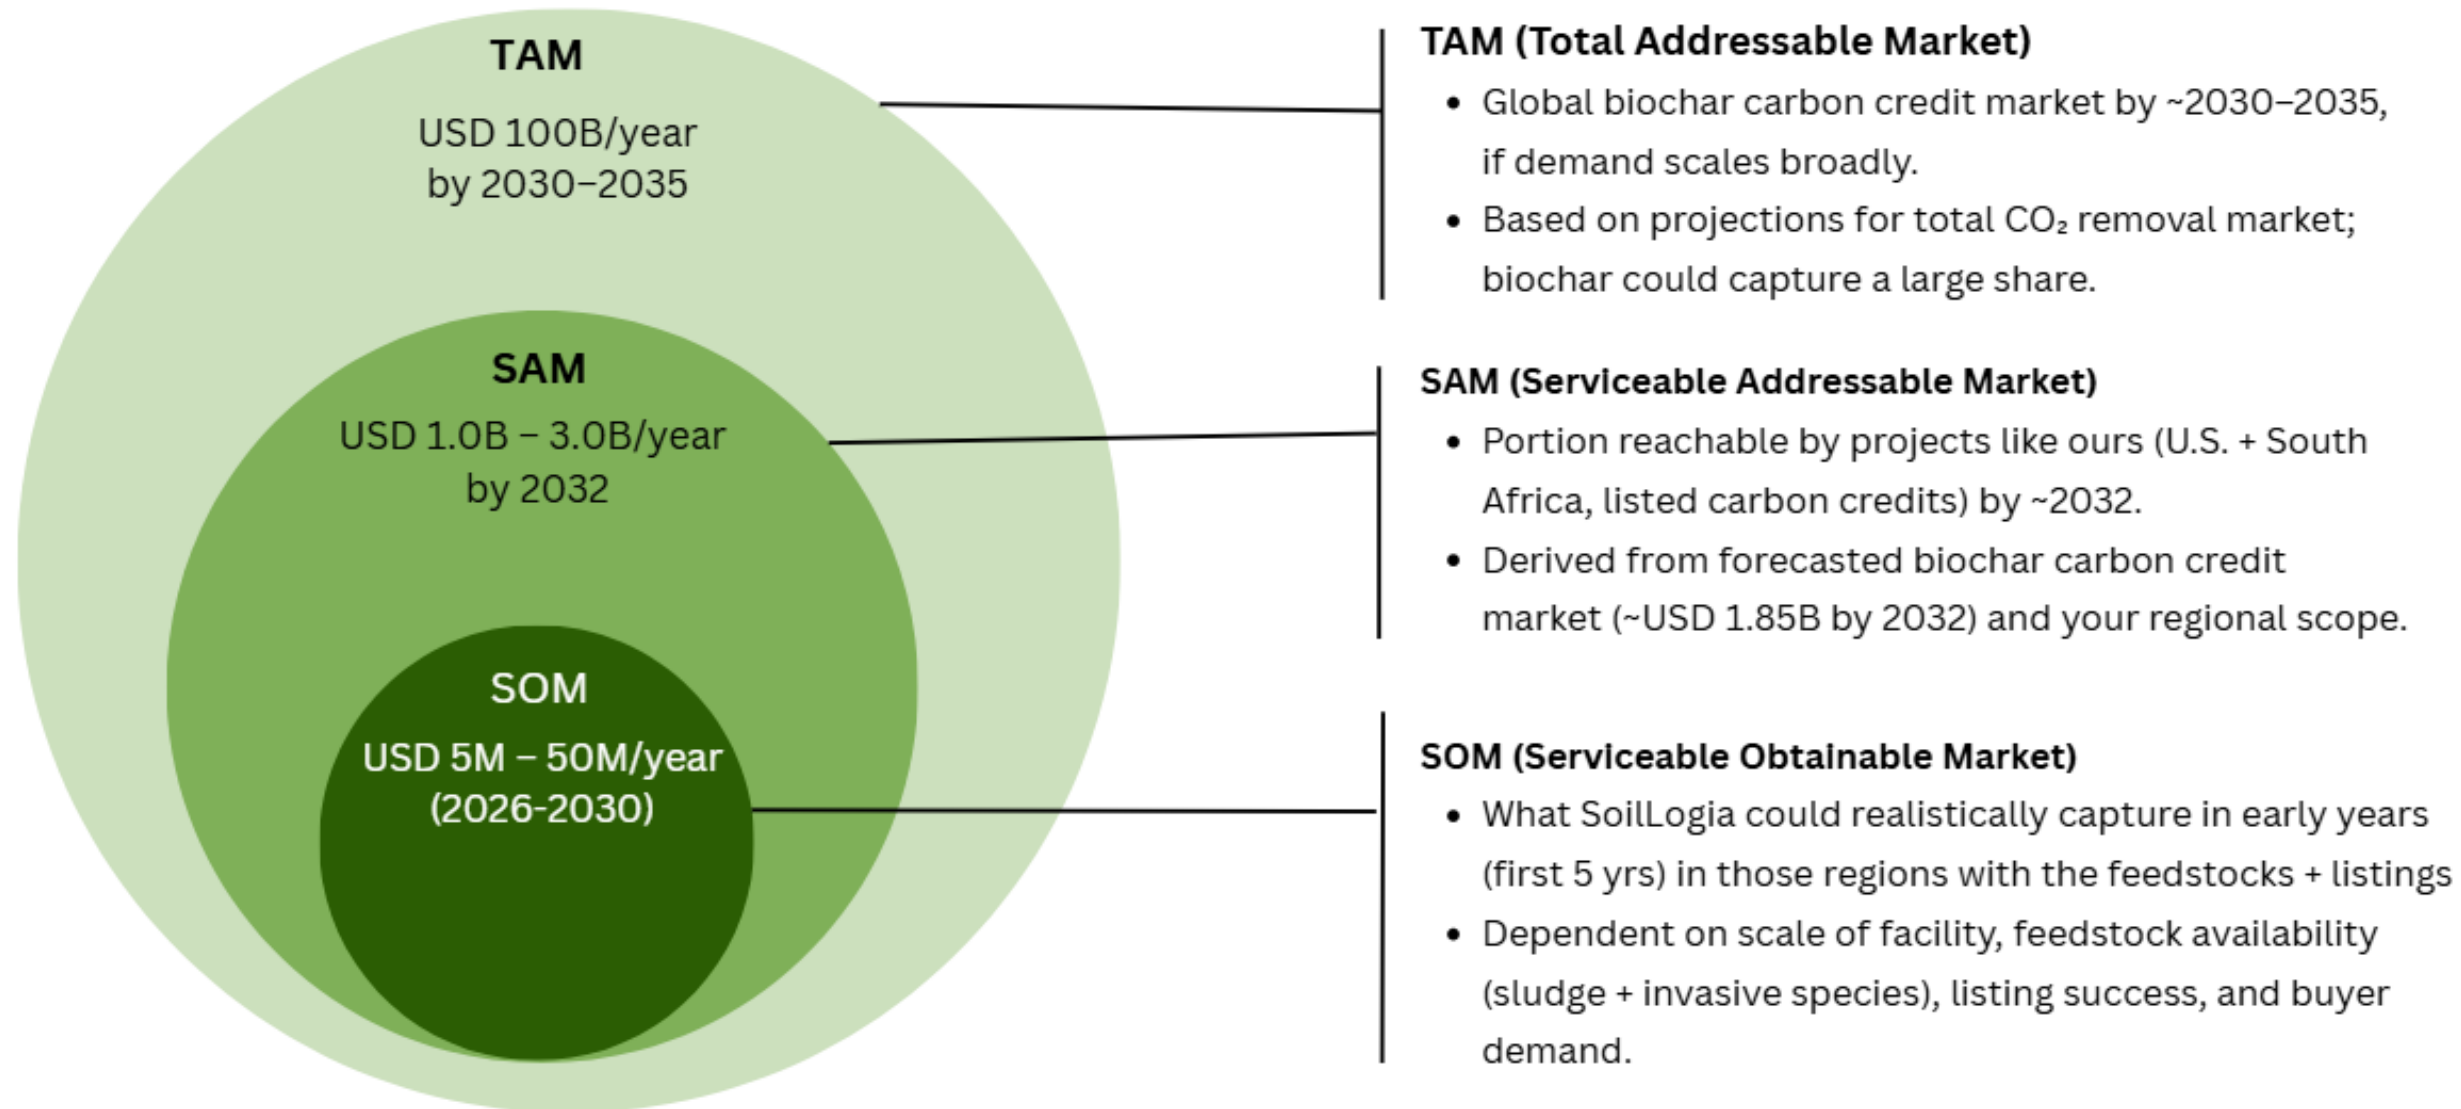 TAM
USD 100B/year
by 2030–2035
SAM
USD 1.0B – 3.0B/year
by 2032
SOM
USD 5M – 50M/year
(2026-2030)
TAM (Total Addressable Market)
• Global biochar carbon credit market by ~2030–2035,
if demand scales broadly.
• Based on projections for total CO₂ removal market;
biochar could capture a large share.
SAM (Serviceable Addressable Market)
• Portion reachable by projects like ours (U.S. + South
Africa, listed carbon credits) by ~2032.
• Derived from forecasted biochar carbon credit
market (~USD 1.85B by 2032) and your regional scope.
SOM (Serviceable Obtainable Market)
• What SoilLogia could realistically capture in early years
(first 5 yrs) in those regions with the feedstocks + listings
• Dependent on scale of facility, feedstock availability
(sludge + invasive species), listing success, and buyer
demand.